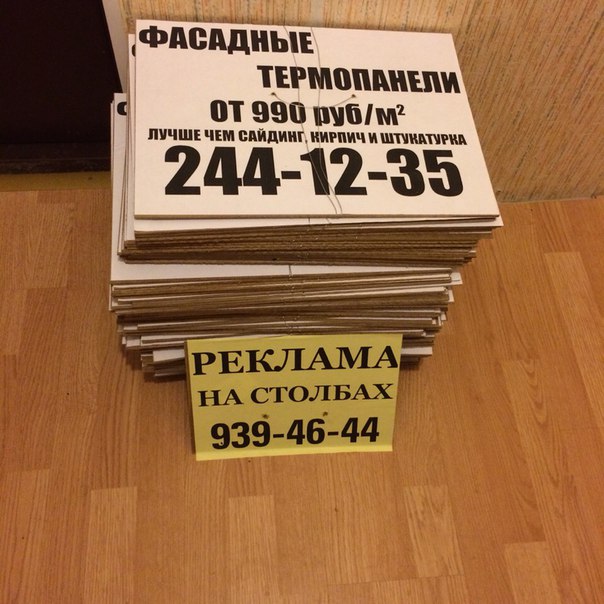 ФАСАДНЫЕ
ТЕРМОПАНЕЛИ
ОТ 990 руб/м²
ЛУЧШЕ ЧЕМ САЙДИНГ, КИРПИЧ И ШТУКАТУРКА
244-12-35
РЕКЛАМА
НА СТОЛБАХ
939-46-44